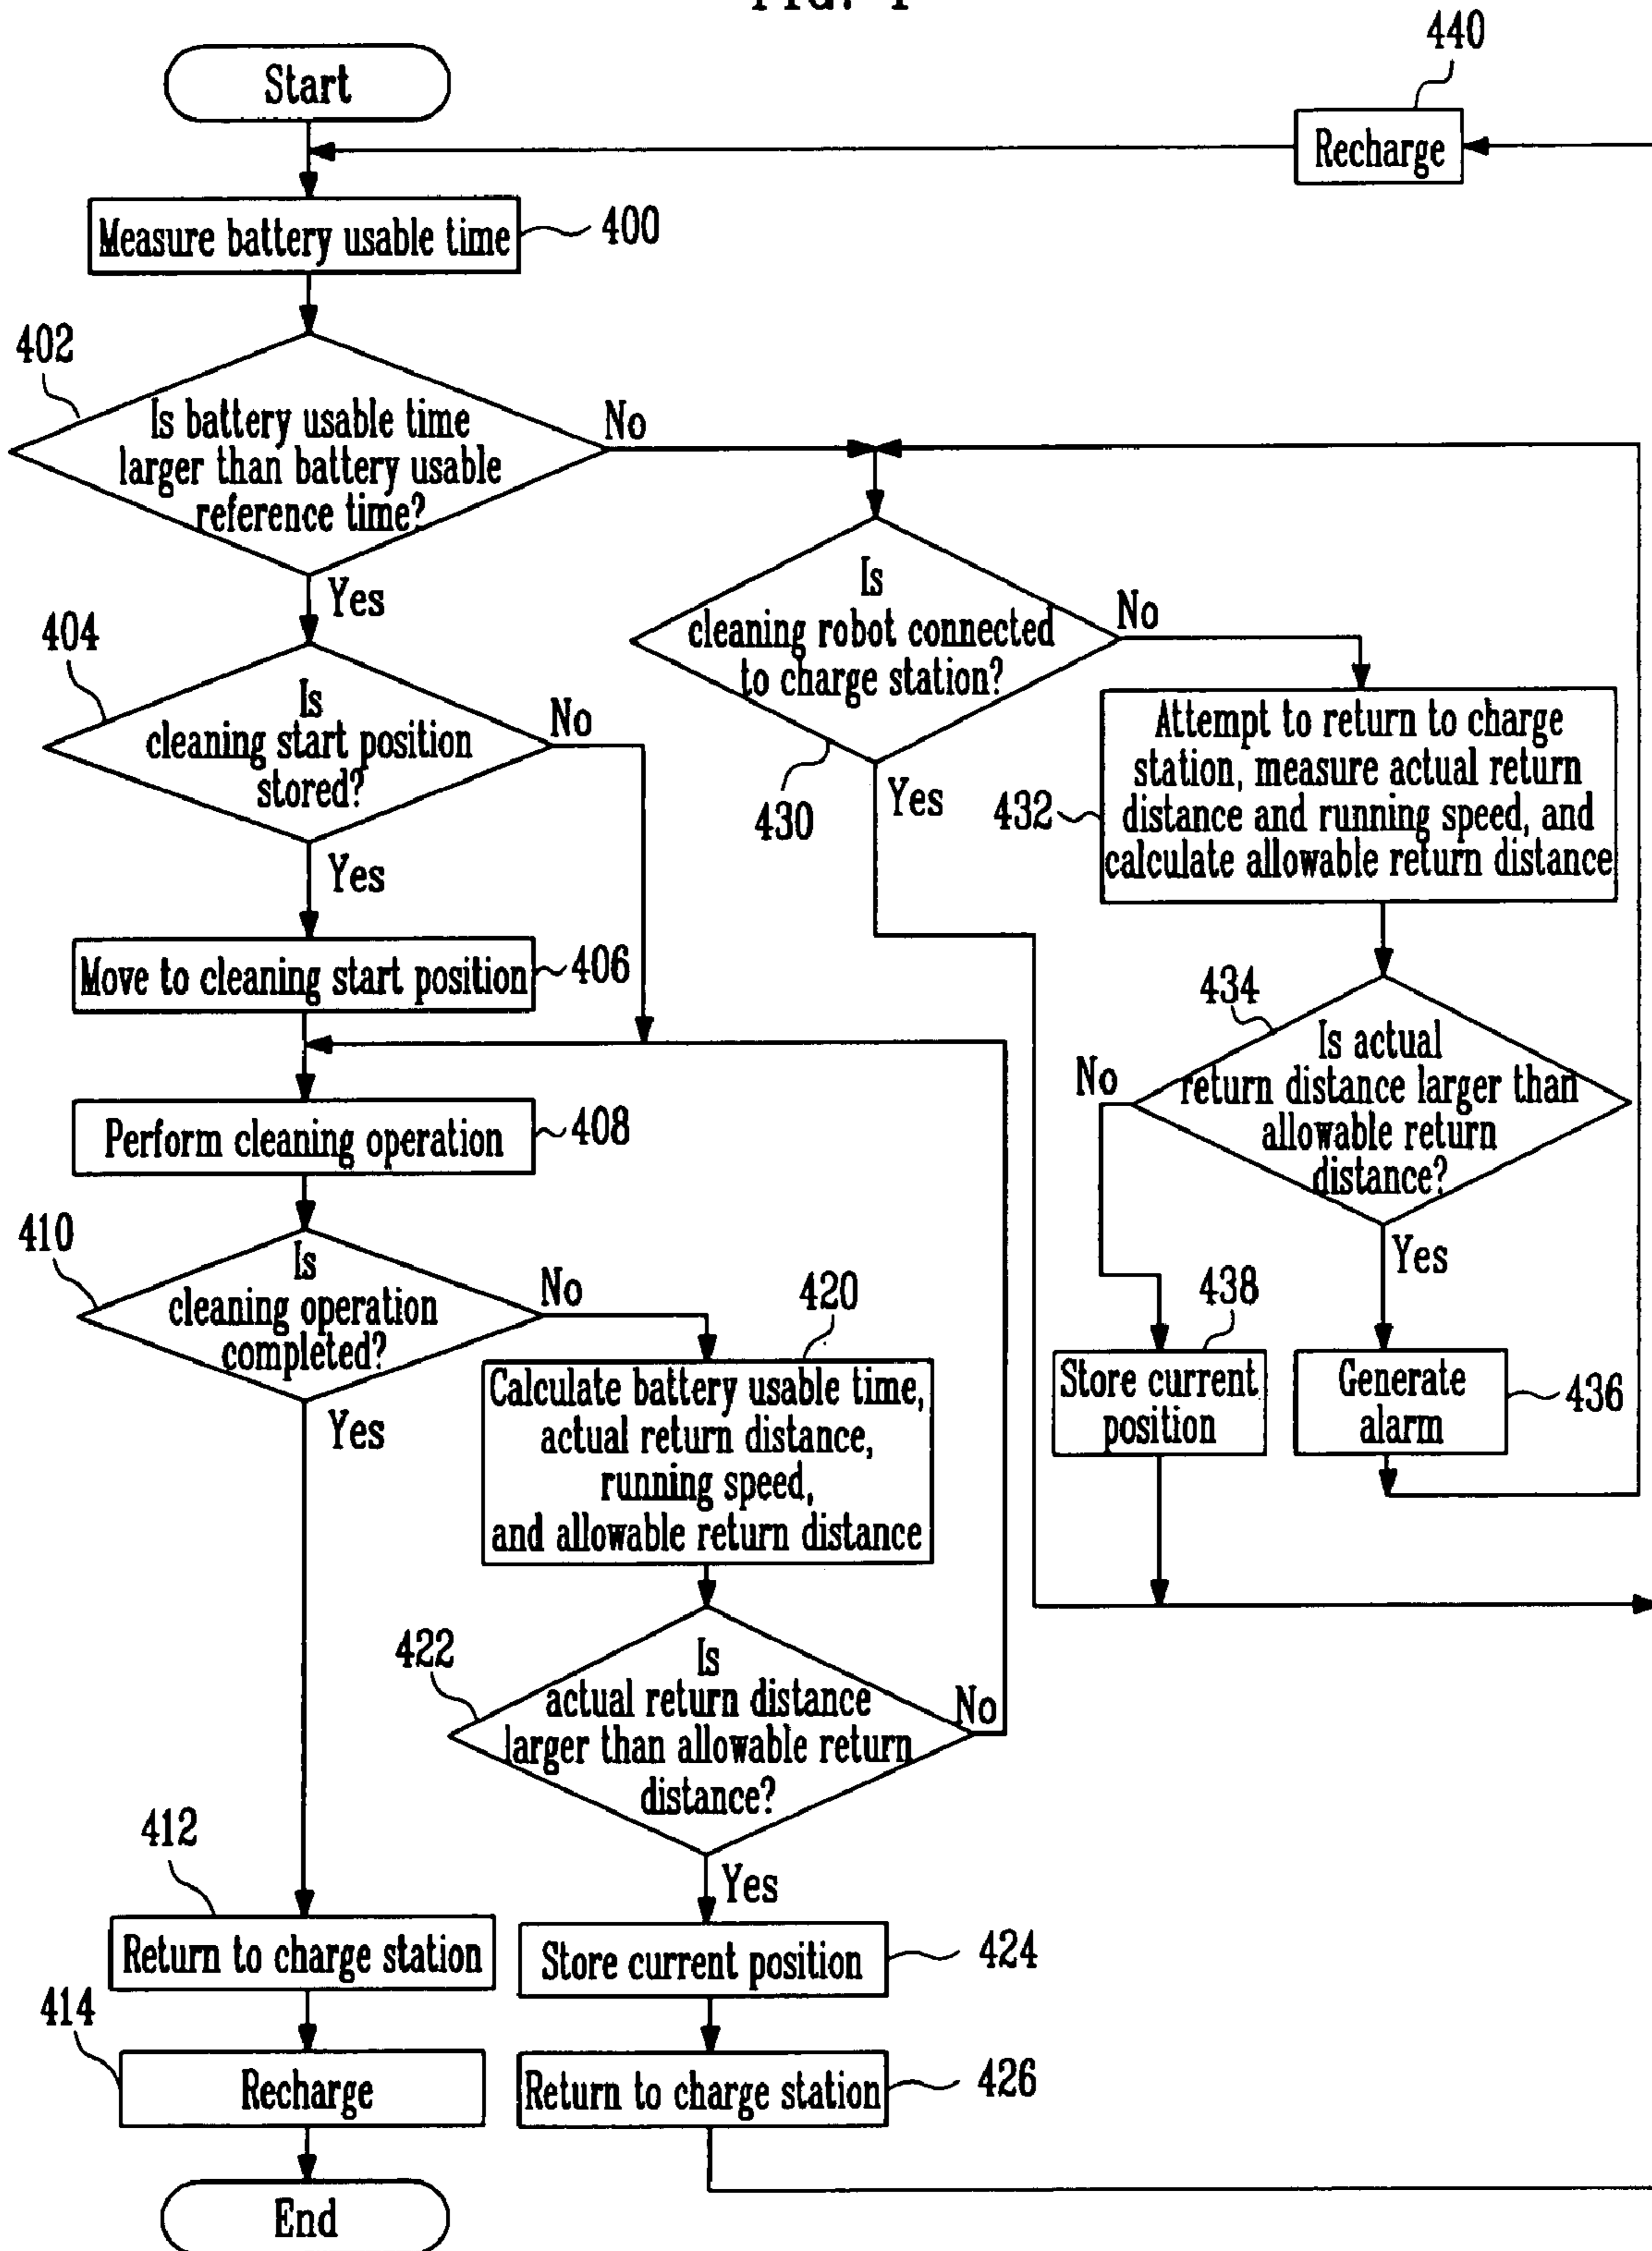 440
Start
Recharge
Measure battery usable time
400
402
Is battery usable time
larger than battery usable
reference time?
No
Yes
404
Is
cleaning start position
stored?
No
Yes
Is
cleaning robot connected
to charge station?
No
Yes
430
432
Attempt to return to charge
station, measure actual return
distance and running speed, and
calculate allowable return distance
Move to cleaning start position
406
434
Is actual
return distance larger than
allowable return
distance?
No
Yes
Perform cleaning operation
408
410
Is
cleaning operation
completed?
No
Yes
420
Calculate battery usable time,
actual return distance,
running speed,
and allowable return distance
438
Store current
position
Generate
alarm
436
422
Is
actual return distance
larger than allowable return
distance?
No
Yes
412
Return to charge station
Store current position
424
414
Recharge
Return to charge station
426
End